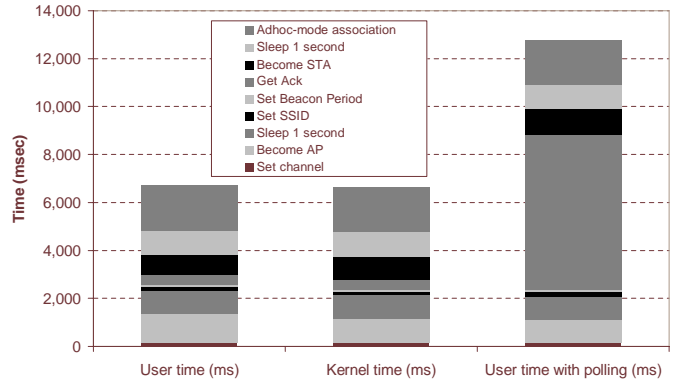 14,000
12,000
10,000
8,000
6,000
4,000
2,000
0
Time (msec)
Adhoc-mode association
Sleep 1 second
Become STA
Get Ack
Set Beacon Period
Set SSID
Sleep 1 second
Become AP
Set channel
User time (ms)
Kernel time (ms)
User time with polling (ms)